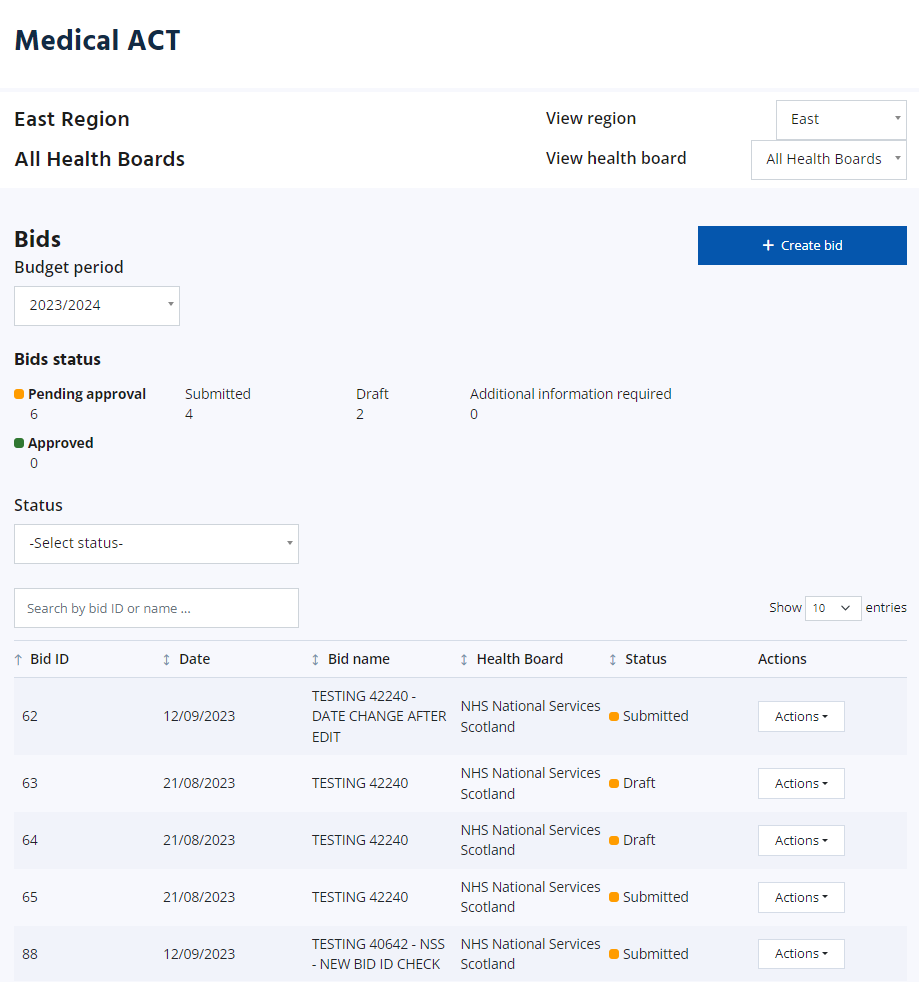 Medical ACT
East Region
View region
East
All Health Boards
View health board
All Health Boards
Bids
+ Create bid
Budget period
2023/2024
Bids status
Pending approval Submitted Draft Additional information required
6 4 2 0
Approved
0
Status
-Select status-
Search by bid ID or name ...
Show 10 entries
↑ Bid ID ↕ Date ↕ Bid name ↕ Health Board ↕ Status Actions
62 12/09/2023 TESTING 42240 - DATE CHANGE AFTER EDIT NHS National Services Scotland Submitted Actions
63 21/08/2023 TESTING 42240 NHS National Services Scotland Draft Actions
64 21/08/2023 TESTING 42240 NHS National Services Scotland Draft Actions
65 21/08/2023 TESTING 42240 NHS National Services Scotland Submitted Actions
88 12/09/2023 TESTING 40642 - NSS - NEW BID ID CHECK NHS National Services Scotland Submitted Actions